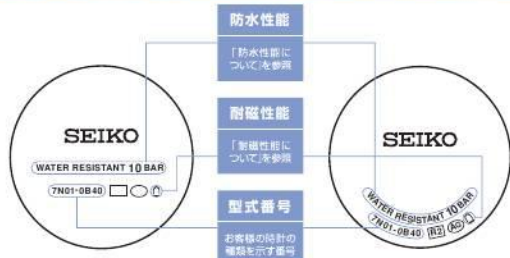 防水性能
「防水性能に
ついて」を参照
耐磁性能
「耐磁性能に
ついて」を参照
型式番号
お客様の時計の
種類を示す番号
SEIKO
WATER RESISTANT 10 BAR
7N01-0B40
SEIKO
WATER RESISTANT 10 BAR
7N01-0B40 R2 AO